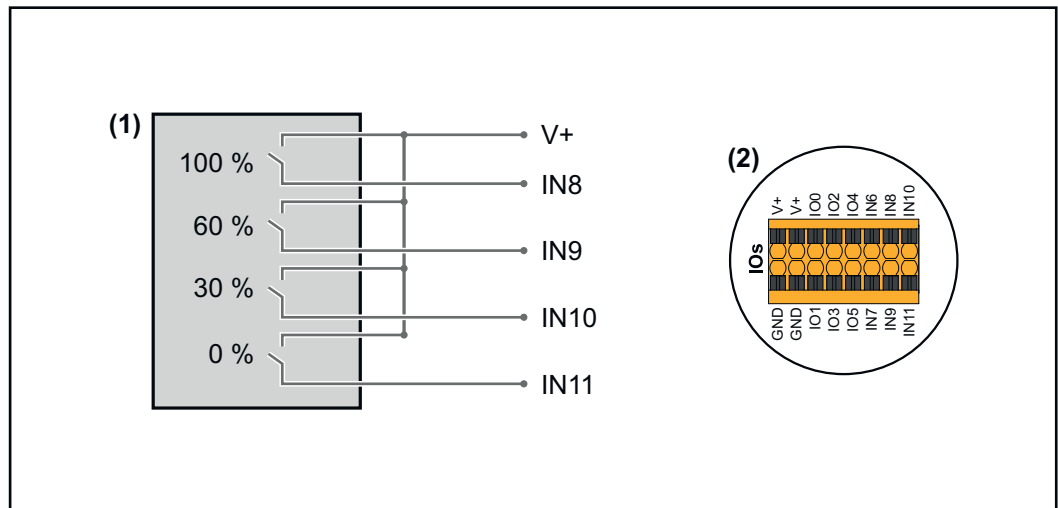 (1)
100 %
60 %
30 %
0 %
V+
IN8
IN9
IN10
IN11
(2)
V+ V+ IO0 IO2 IO4 IN6 IN8 IN10
IOs
GND GND IO1 IO3 IO5 IN7 IN9 IN11